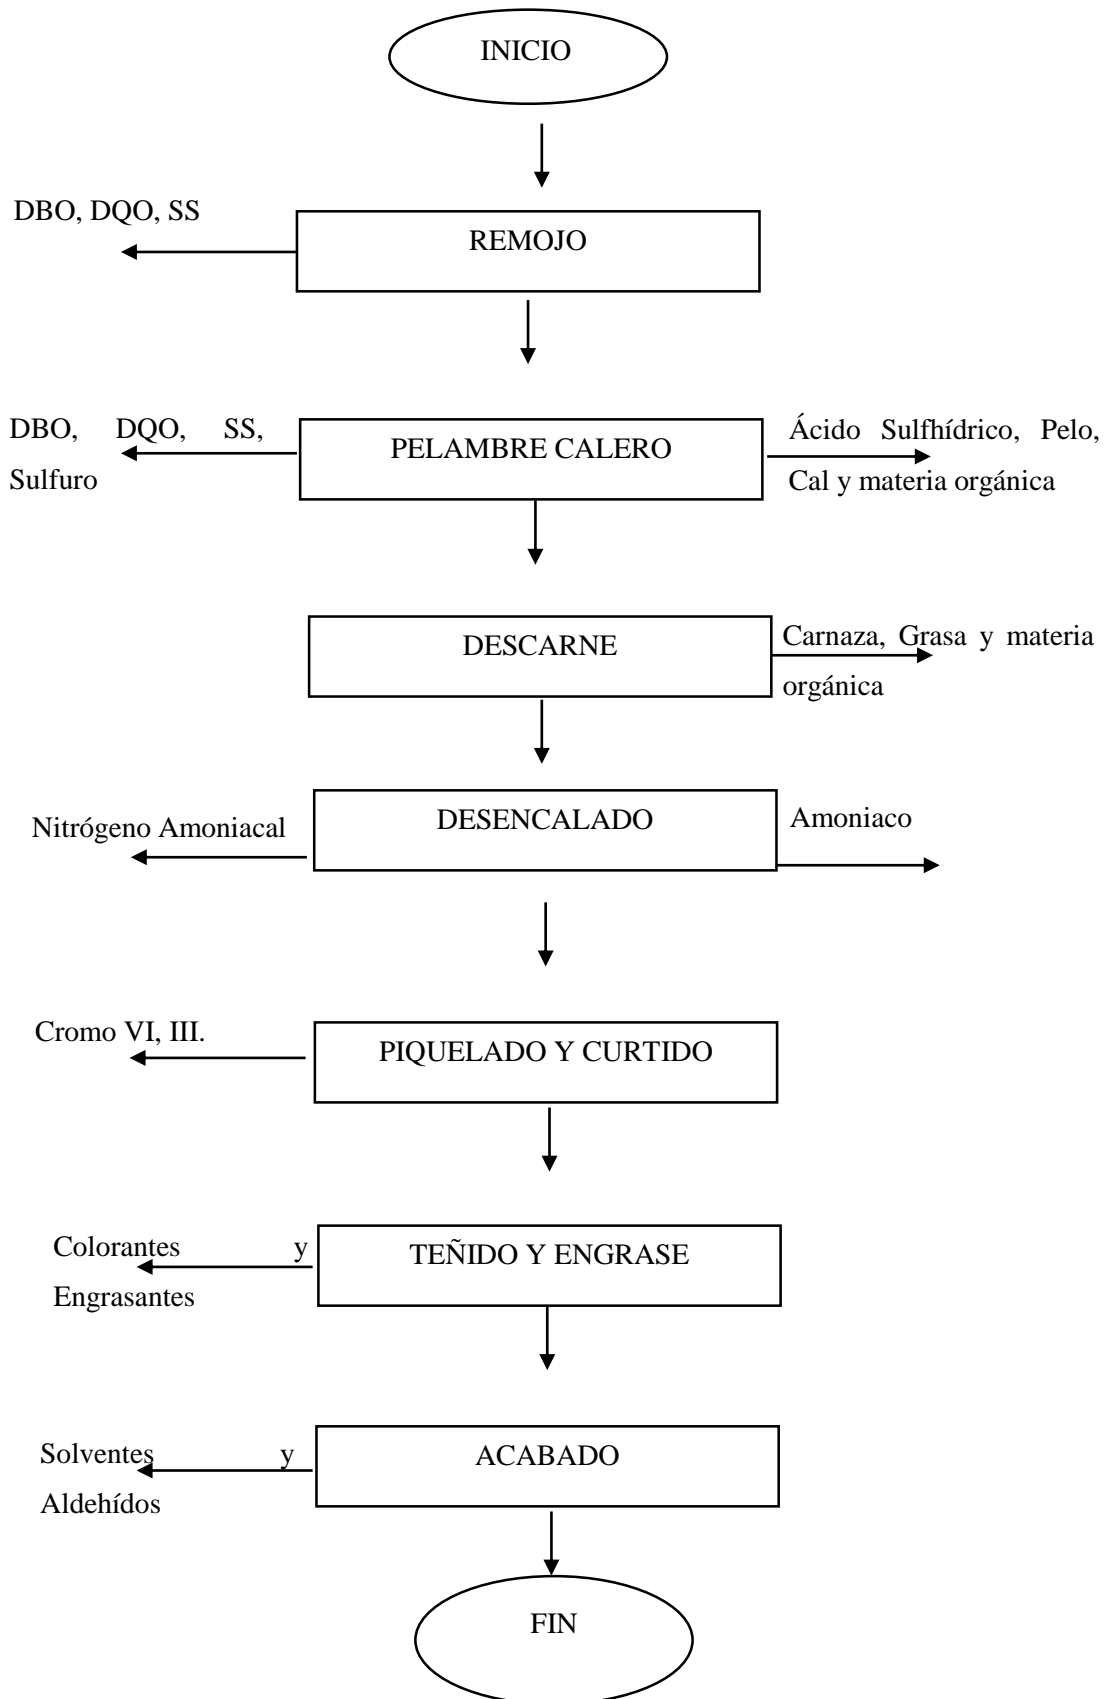 INICIO
DBO, DQO, SS
REMOJO
DBO, DQO, SS,
Sulfuro
PELAMBRE CALERO
Ácido Sulfhídrico, Pelo,
Cal y materia orgánica
DESCARNE
Carnaza, Grasa y materia
orgánica
Nitrógeno Amoniacal
DESENCALADO
Amoniaco
Cromo VI, III.
PIQUELADO Y CURTIDO
Colorantes y
Engrasantes
TEÑIDO Y ENGRASE
Solventes y
Aldehídos
ACABADO
FIN